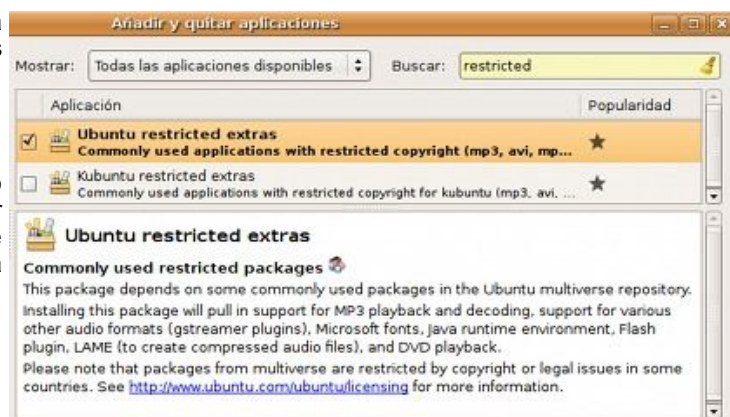 Añadir y quitar aplicaciones
Mostrar: Todas las aplicaciones disponibles Buscar: restricted
Aplicación Popularidad
Ubuntu restricted extras
Commonly used applications with restricted copyright (mp3, avi, mp...
Kubuntu restricted extras
Commonly used applications with restricted copyright for kubuntu (mp3, avi, ...
Ubuntu restricted extras
Commonly used restricted packages
This package depends on some commonly used packages in the Ubuntu multiverse repository.
Installing this package will pull in support for MP3 playback and decoding, support for various
other audio formats (gstreamer plugins), Microsoft fonts, Java runtime environment, Flash
plugin, LAME (to create compressed audio files), and DVD playback.
Please note that packages from multiverse are restricted by copyright or legal issues in some
countries. See http://www.ubuntu.com/ubuntu/licensing for more information.